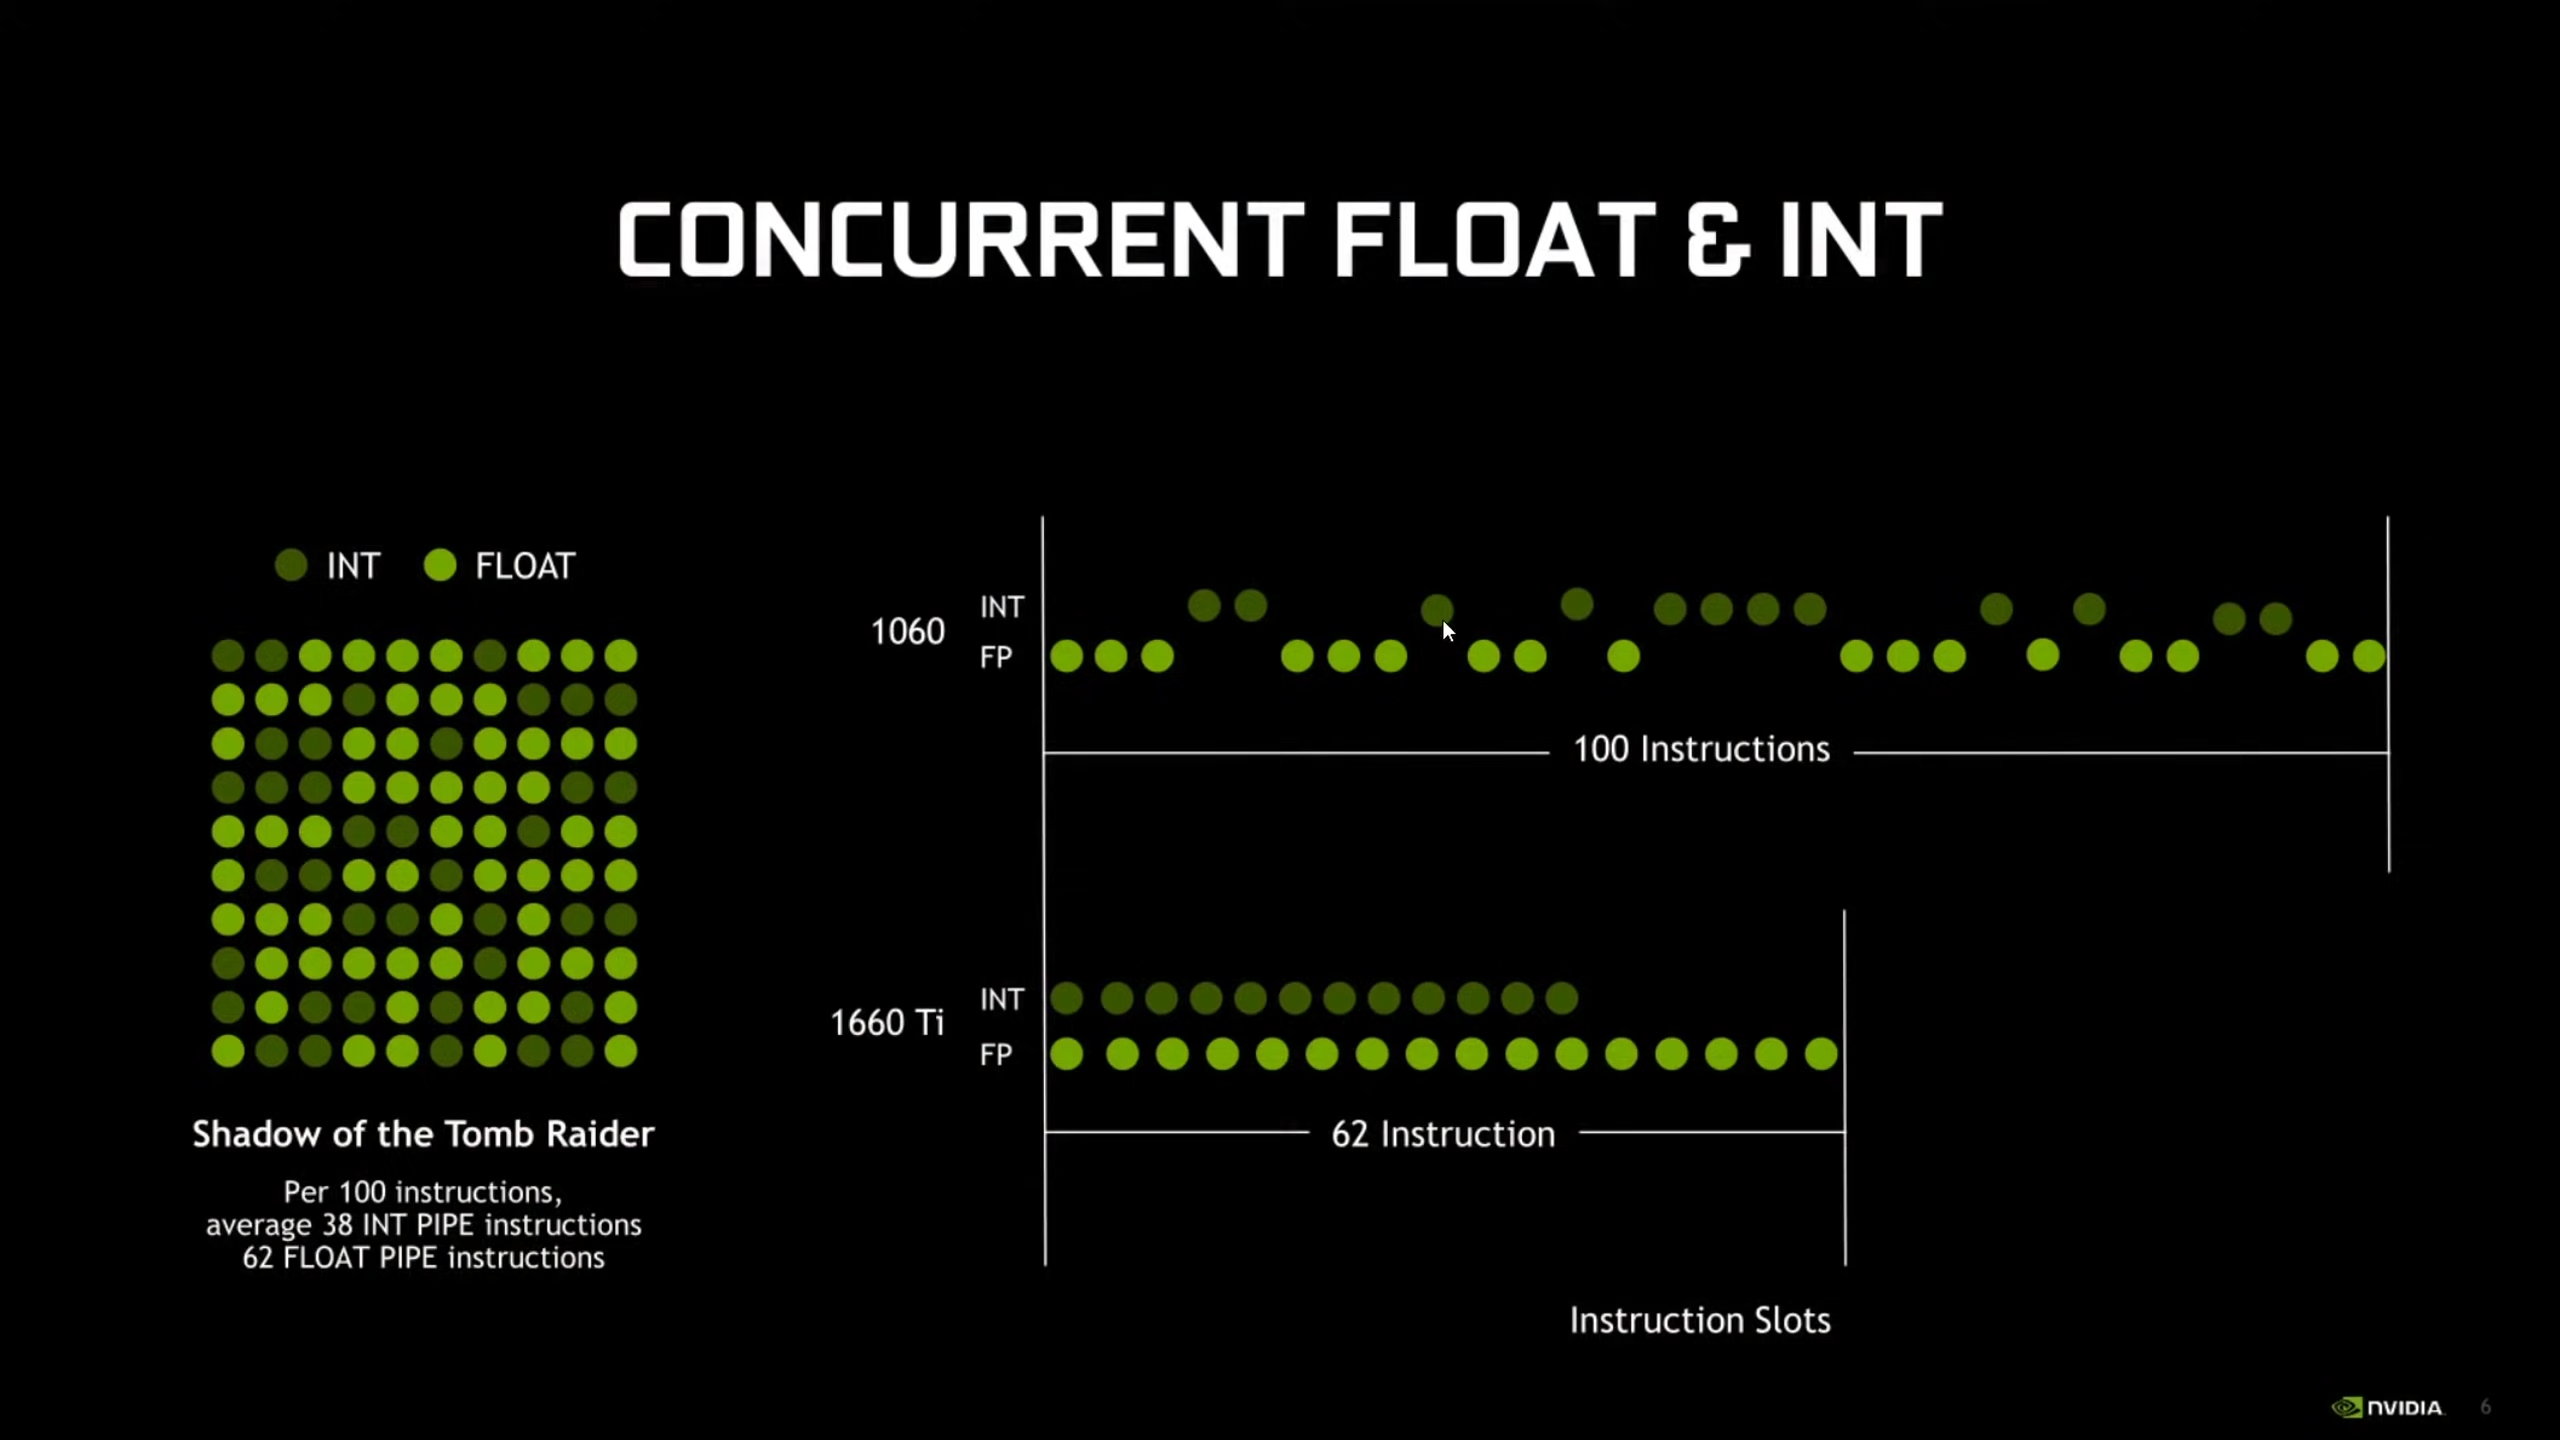 CONCURRENT FLOAT & INT
INT FLOAT
Shadow of the Tomb Raider
Per 100 instructions,
average 38 INT PIPE instructions
62 FLOAT PIPE instructions
1060
INT
FP
100 Instructions
1660 Ti
INT
FP
62 Instruction
Instruction Slots
NVIDIA
6